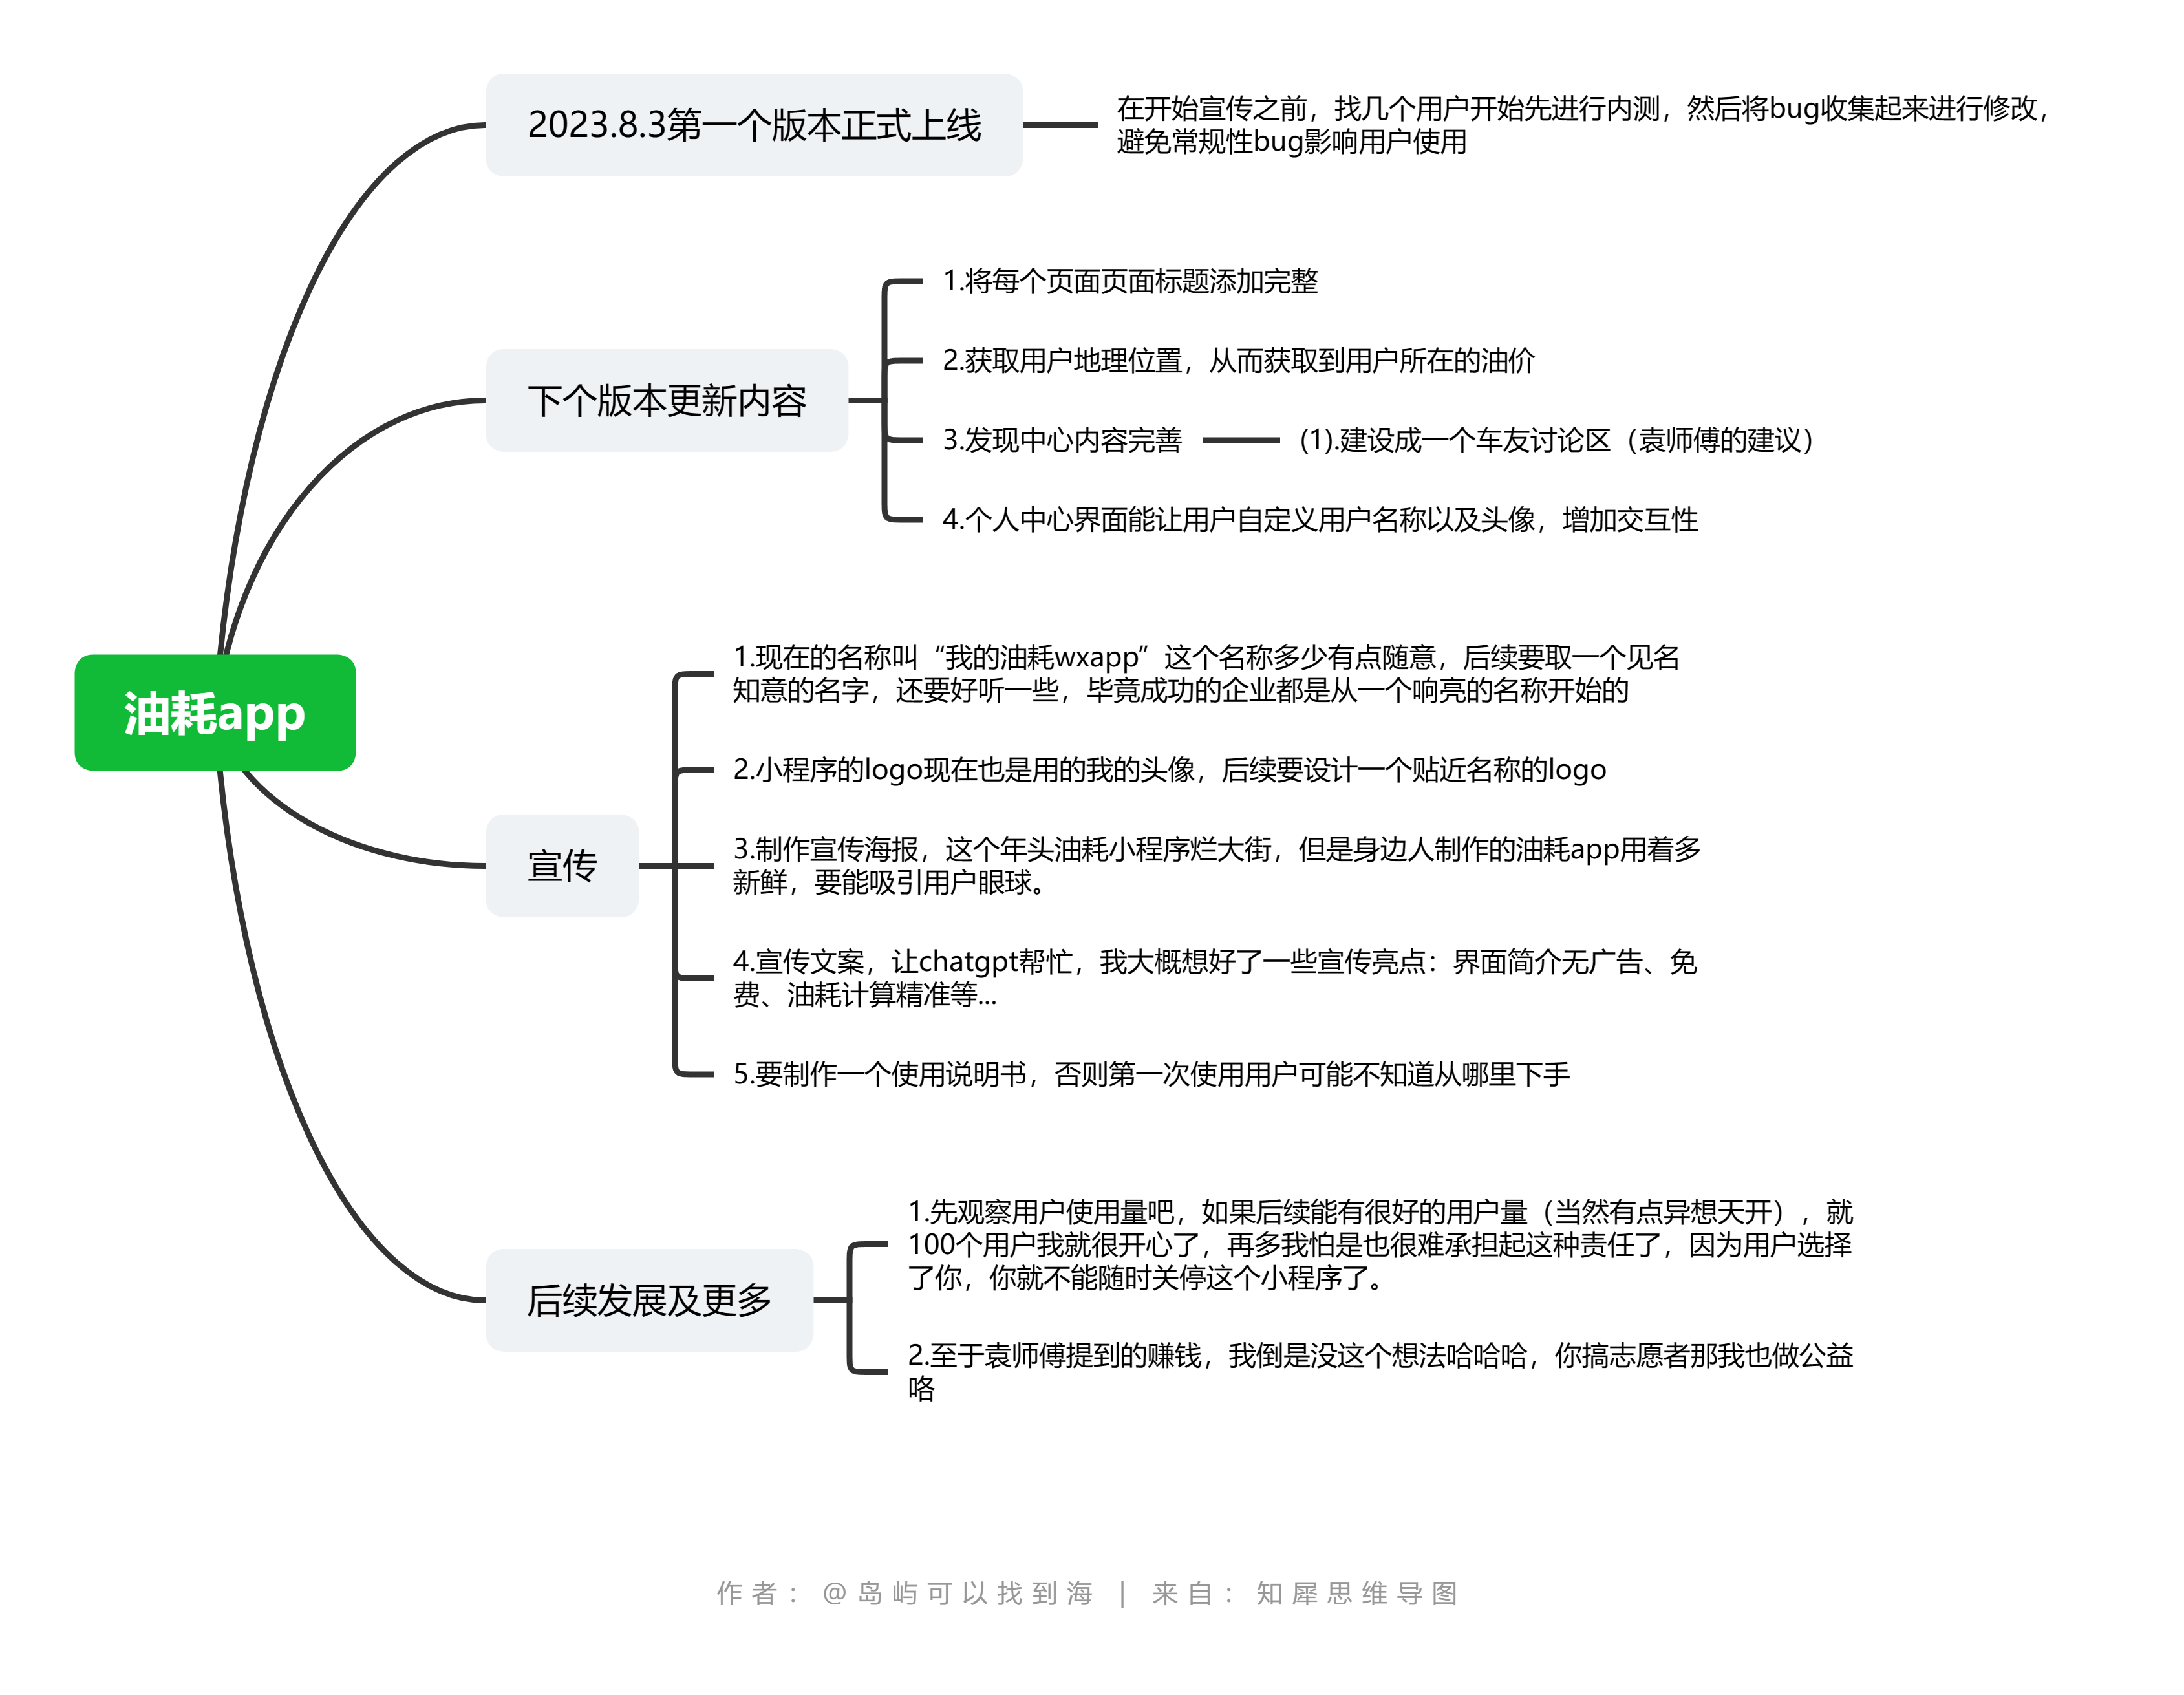 2023.8.3第一个版本正式上线
在开始宣传之前，找几个用户开始先进行内测，然后将bug收集起来进行修改，
避免常规性bug影响用户使用
下个版本更新内容
1.将每个页面页面标题添加完整
2.获取用户地理位置，从而获取到用户所在的油价
3.发现中心内容完善
(1).建设成一个车友讨论区（袁师傅的建议）
4.个人中心界面能让用户自定义用户名称以及头像，增加交互性
油耗app
宣传
1.现在的名称叫“我的油耗wxapp”这个名称多少有点随意，后续要取一个见名
知意的名字，还要好听一些，毕竟成功的企业都是从一个响亮的名称开始的
2.小程序的logo现在也是用的我的头像，后续要设计一个贴近名称的logo
3.制作宣传海报，这个年头油耗小程序烂大街，但是身边人制作的油耗app用着多
新鲜，要能吸引用户眼球。
4.宣传文案，让chatgpt帮忙，我大概想好了一些宣传亮点：界面简介无广告、免
费、油耗计算精准等...
5.要制作一个使用说明书，否则第一次使用用户可能不知道从哪里下手
后续发展及更多
1.先观察用户使用量吧，如果后续能有很好的用户量（当然有点异想天开），就
100个用户我就很开心了，再多我怕是也很难承担起这种责任了，因为用户选择
了你，你就不能随时关停这个小程序了。
2.至于袁师傅提到的赚钱，我倒是没这个想法哈哈哈，你搞志愿者那我也做公益
咯
作者：@岛屿可以找到海 | 来自：知犀思维导图